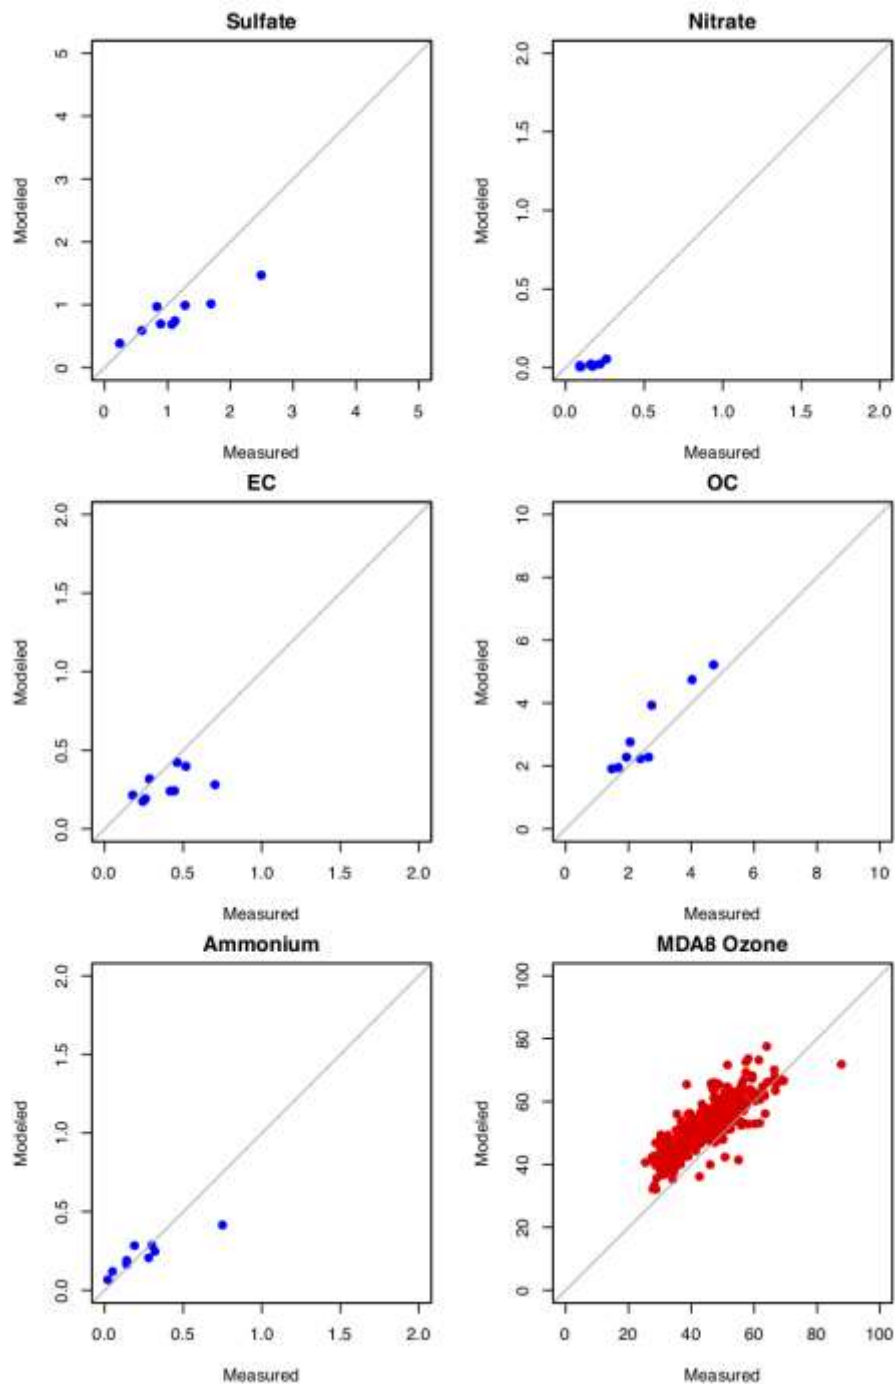 Sulfate
Modeled
5
4
3
2
1
0
0 1 2 3 4 5
Measured
Nitrate
Modeled
2.0
1.5
1.0
0.5
0.0
0.0 0.5 1.0 1.5 2.0
Measured
EC
Modeled
2.0
1.5
1.0
0.5
0.0
0.0 0.5 1.0 1.5 2.0
Measured
OC
Modeled
10
8
6
4
2
0
0 2 4 6 8 10
Measured
Ammonium
Modeled
2.0
1.5
1.0
0.5
0.0
0.0 0.5 1.0 1.5 2.0
Measured
MDA8 Ozone
Modeled
100
80
60
40
20
0
0 20 40 60 80 100
Measured